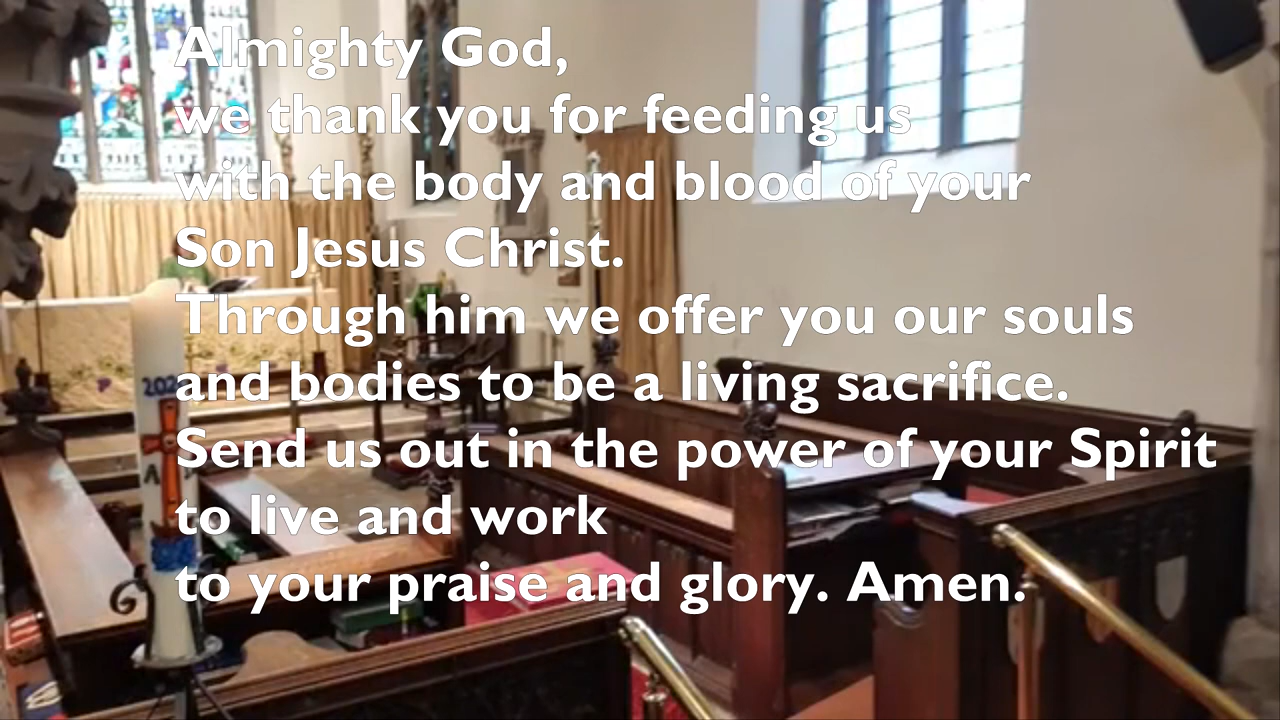 Almighty God,
we thank you for feeding us
with the body and blood of your
Son Jesus Christ.
Through him we offer you our souls
and bodies to be a living sacrifice.
Send us out in the power of your Spirit
to live and work
to your praise and glory. Amen.
202
A